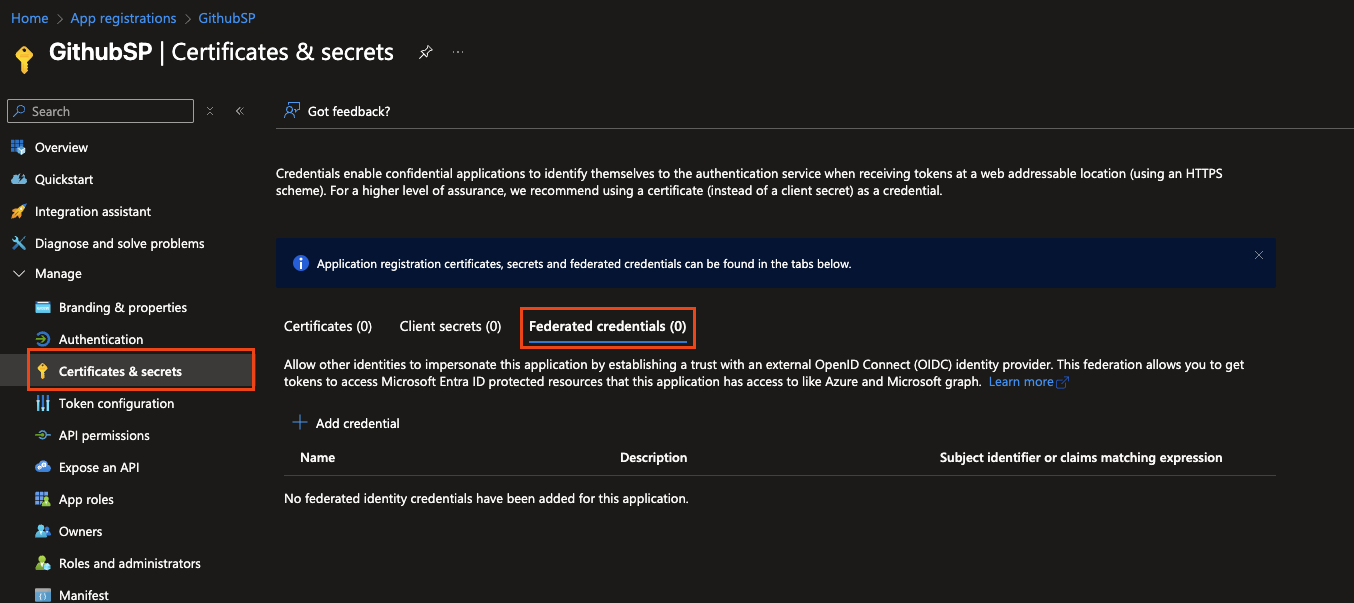 Home > App registrations > GithubSP
GithubSP | Certificates & secrets
Search
Got feedback?
Overview
Quickstart
Integration assistant
Diagnose and solve problems
Manage
Branding & properties
Authentication
Certificates & secrets
Token configuration
API permissions
Expose an API
App roles
Owners
Roles and administrators
Manifest
Credentials enable confidential applications to identify themselves to the authentication service when receiving tokens at a web addressable location (using an HTTPS
scheme). For a higher level of assurance, we recommend using a certificate (instead of a client secret) as a credential.
Application registration certificates, secrets and federated credentials can be found in the tabs below.
Certificates (0) Client secrets (0) Federated credentials (0)
Allow other identities to impersonate this application by establishing a trust with an external OpenID Connect (OIDC) identity provider. This federation allows you to get
tokens to access Microsoft Entra ID protected resources that this application has access to like Azure and Microsoft graph. Learn more
Add credential
Name Description Subject identifier or claims matching expression
No federated identity credentials have been added for this application.